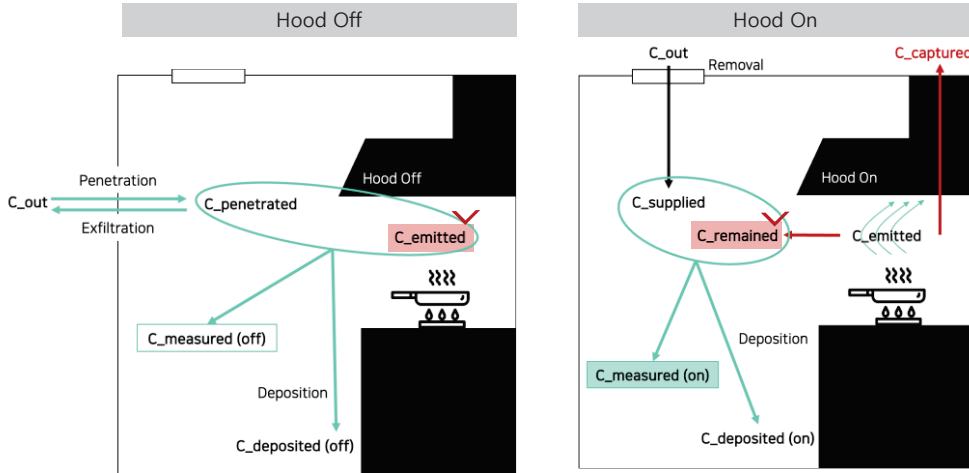 Hood Off
Penetration
C_out
Exfiltration
C_penetrated
Hood Off
C_emitted
C_measured (off)
Deposition
C_deposited (off)
Hood On
C_out
C_captured
Removal
Hood On
C_supplied
C_remained
C_emitted
Deposition
C_measured (on)
C_deposited (on)